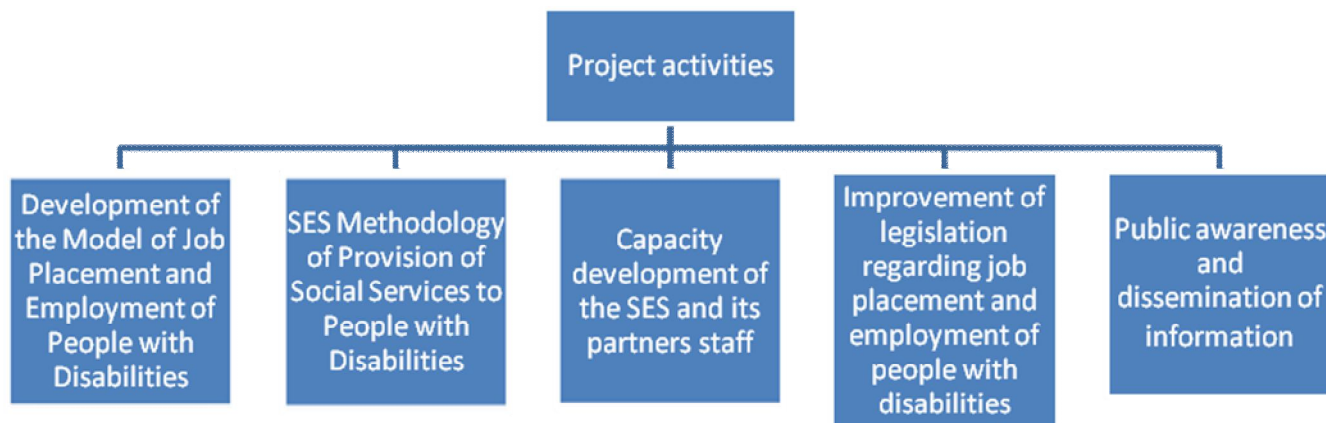 Project activities
Development of
the Model of Job
Placement and
Employment of
People with
Disabilities
SES Methodology
of Provision of
Social Services to
People with
Disabilities
Capacity
development of
the SES and its
partners staff
Improvement of
legislation
regarding job
placement and
employment of
people with
disabilities
Public awareness
and
dissemination of
information